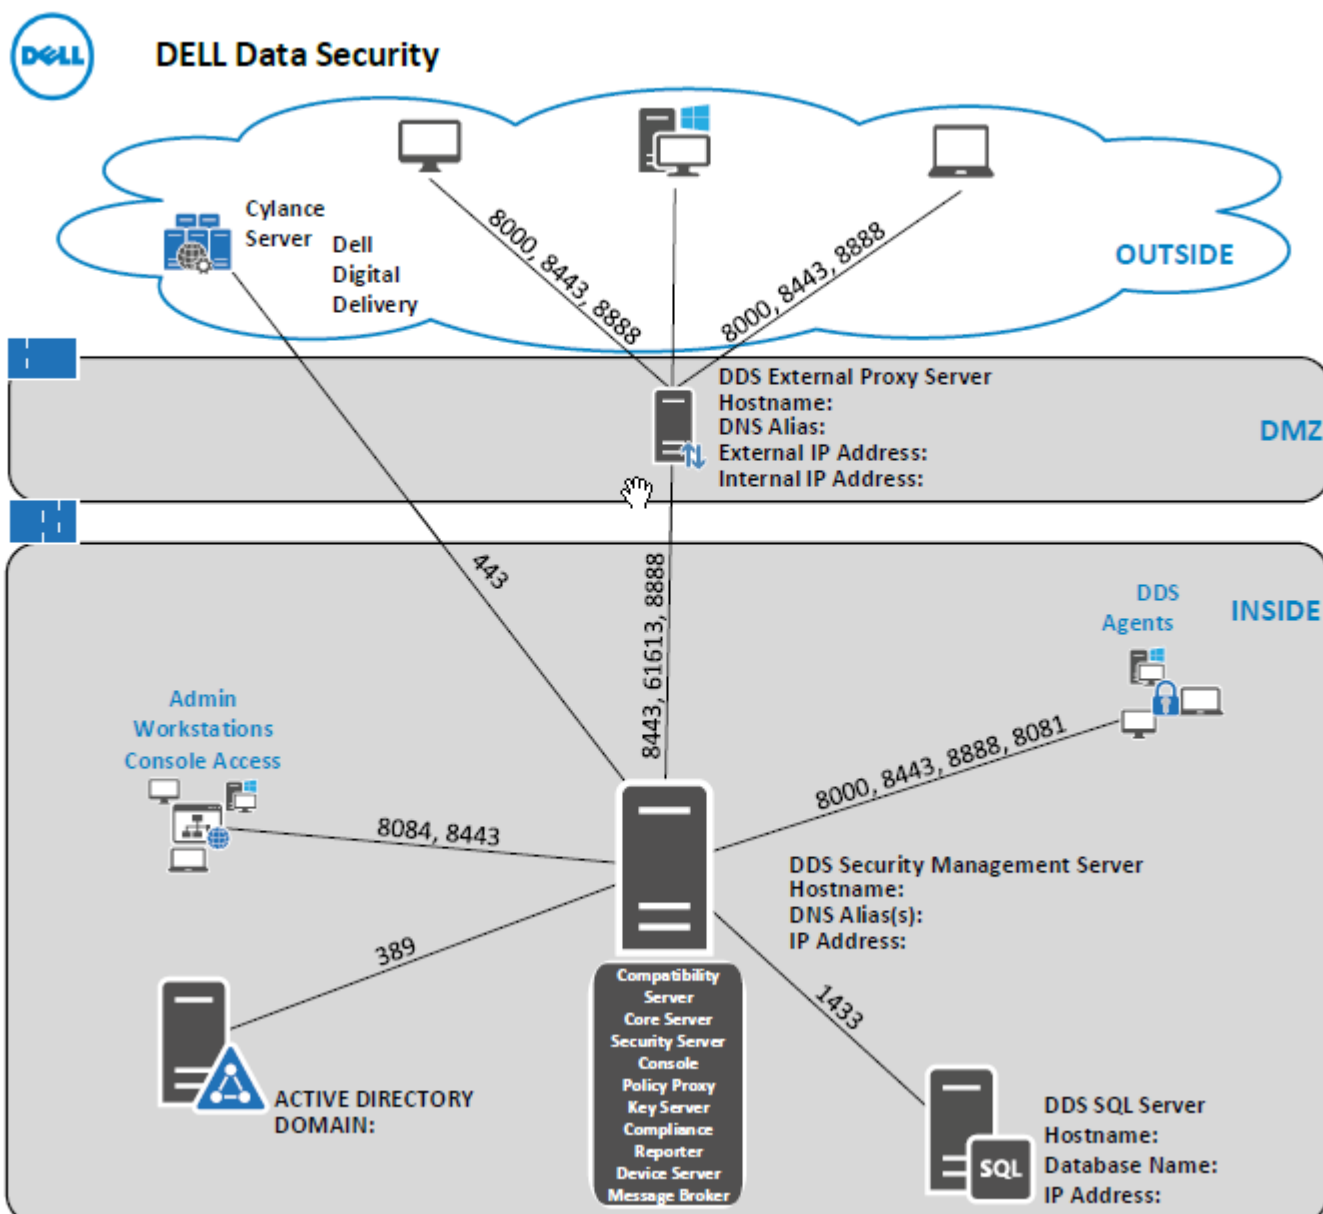 DELL
DELL Data Security
Cylance
Server
Dell
Digital
Delivery
8000, 8443, 8888
8000, 8443, 8888
OUTSIDE
DDS External Proxy Server
Hostname:
DNS Alias:
External IP Address:
Internal IP Address:
DMZ
443
8443, 61613, 8888
DDS
Agents
INSIDE
Admin
Workstations
Console Access
8000, 8443, 8888, 8081
8084, 8443
DDS Security Management Server
Hostname:
DNS Alias(s):
IP Address:
389
Compatibility
Server
Core Server
Security Server
Console
Policy Proxy
Key Server
Compliance
Reporter
Device Server
Message Broker
1433
ACTIVE DIRECTORY
DOMAIN:
SQL
DDS SQL Server
Hostname:
Database Name:
IP Address: